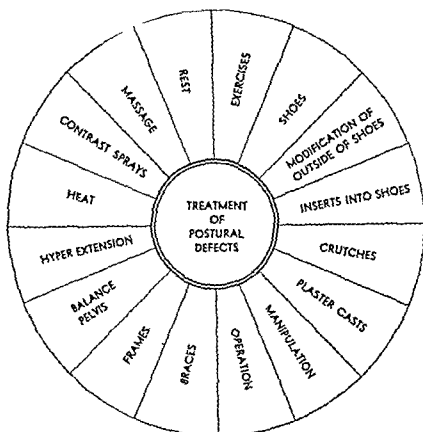 TREATMENT
OF
POSTURAL
DEFECTS
REST
EXERCISES
SHOES
MODIFICATION OF
OUTSIDE OF SHOES
INSERTS INTO SHOES
CRUTCHES
PLASTER CASTS
MANIPULATION
OPERATION
BRACES
FRAMES
BALANCE
PELVIS
HYPER EXTENSION
HEAT
CONTRAST SPRAYS
MASSAGE